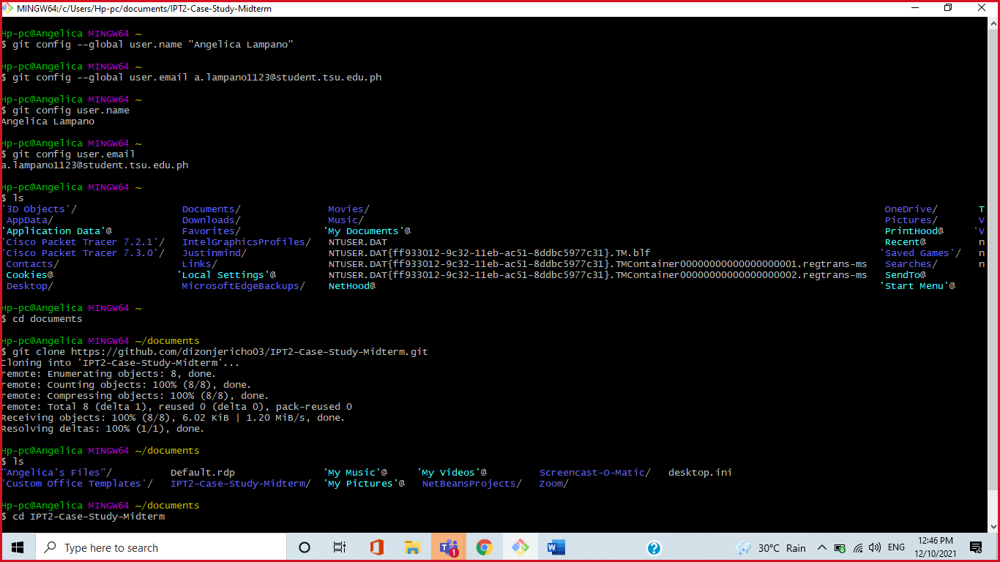 MINGW64:/c/Users/Hp-pc/documents/IPT2-Case-Study-Midterm
Hp-pc@Angelica MINGW64 ~
$ git config --global user.name "Angelica Lampano"
Hp-pc@Angelica MINGW64 ~
$ git config --global user.email a.lampano1123@student.tsu.edu.ph
Hp-pc@Angelica MINGW64 ~
$ git config user.name
Angelica Lampano
Hp-pc@Angelica MINGW64 ~
$ git config user.email
a.lampano1123@student.tsu.edu.ph
Hp-pc@Angelica MINGW64 ~
$ ls
'3D Objects'/ Documents/ Movies/ OneDrive/ T
AppData/ Downloads/ Music/ Pictures/ V
'Application Data'@ Favorites/ 'My Documents'@ PrintHood@ 'V
'Cisco Packet Tracer 7.2.1'/ IntelGraphicsProfiles/ NTUSER.DAT Recent@ n
'Cisco Packet Tracer 7.3.0'/ Justinmind/ NTUSER.DAT{ff933012-9c32-11eb-ac51-8ddbc5977c31}.TM.blf 'Saved Games'/ n
Contacts/ Links/ NTUSER.DAT{ff933012-9c32-11eb-ac51-8ddbc5977c31}.TMContainer00000000000000000001.regtrans-ms Searches/ n
Cookies@ 'Local Settings'@ NTUSER.DAT{ff933012-9c32-11eb-ac51-8ddbc5977c31}.TMContainer00000000000000000002.regtrans-ms SendTo@
Desktop/ MicrosoftEdgeBackups/ NetHood@ 'Start Menu'@
Hp-pc@Angelica MINGW64 ~
$ cd documents
Hp-pc@Angelica MINGW64 ~/documents
$ git clone https://github.com/dizonjericho03/IPT2-Case-Study-Midterm.git
Cloning into 'IPT2-Case-Study-Midterm'...
remote: Enumerating objects: 8, done.
remote: Counting objects: 100% (8/8), done.
remote: Compressing objects: 100% (8/8), done.
remote: Total 8 (delta 1), reused 0 (delta 0), pack-reused 0
Receiving objects: 100% (8/8), 6.02 KiB | 1.20 MiB/s, done.
Resolving deltas: 100% (1/1), done.
Hp-pc@Angelica MINGW64 ~/documents
$ ls
"Angelica's Files"/ Default.rdp 'My Music'@ 'My Videos'@ Screencast-O-Matic/ desktop.ini
'Custom Office Templates'/ IPT2-Case-Study-Midterm/ 'My Pictures'@ NetBeansProjects/ Zoom/
Hp-pc@Angelica MINGW64 ~/documents
$ cd IPT2-Case-Study-Midterm
Type here to search
1
30°C Rain
ENG
12:46 PM
12/10/2021